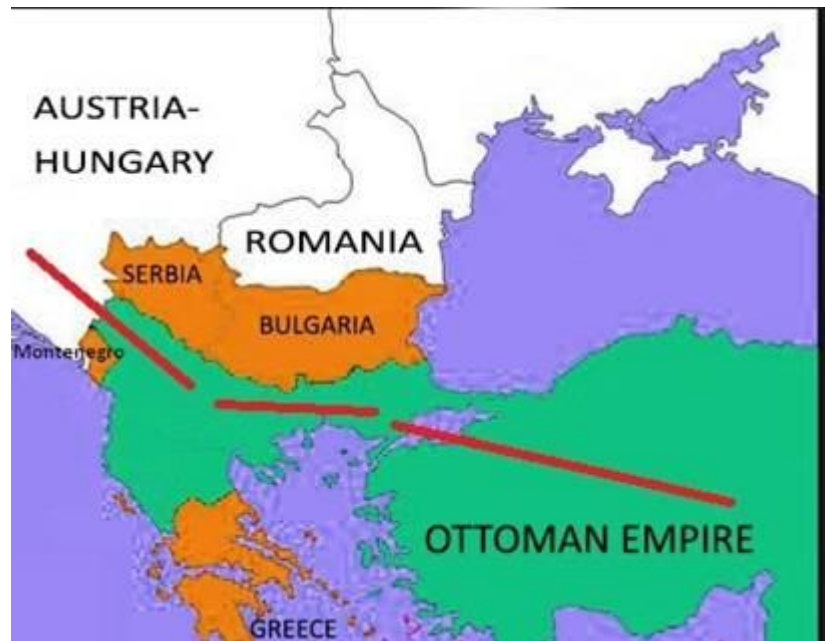 AUSTRIA-
HUNGARY
ROMANIA
SERBIA
BULGARIA
Montenegro
OTTOMAN EMPIRE
GREECE